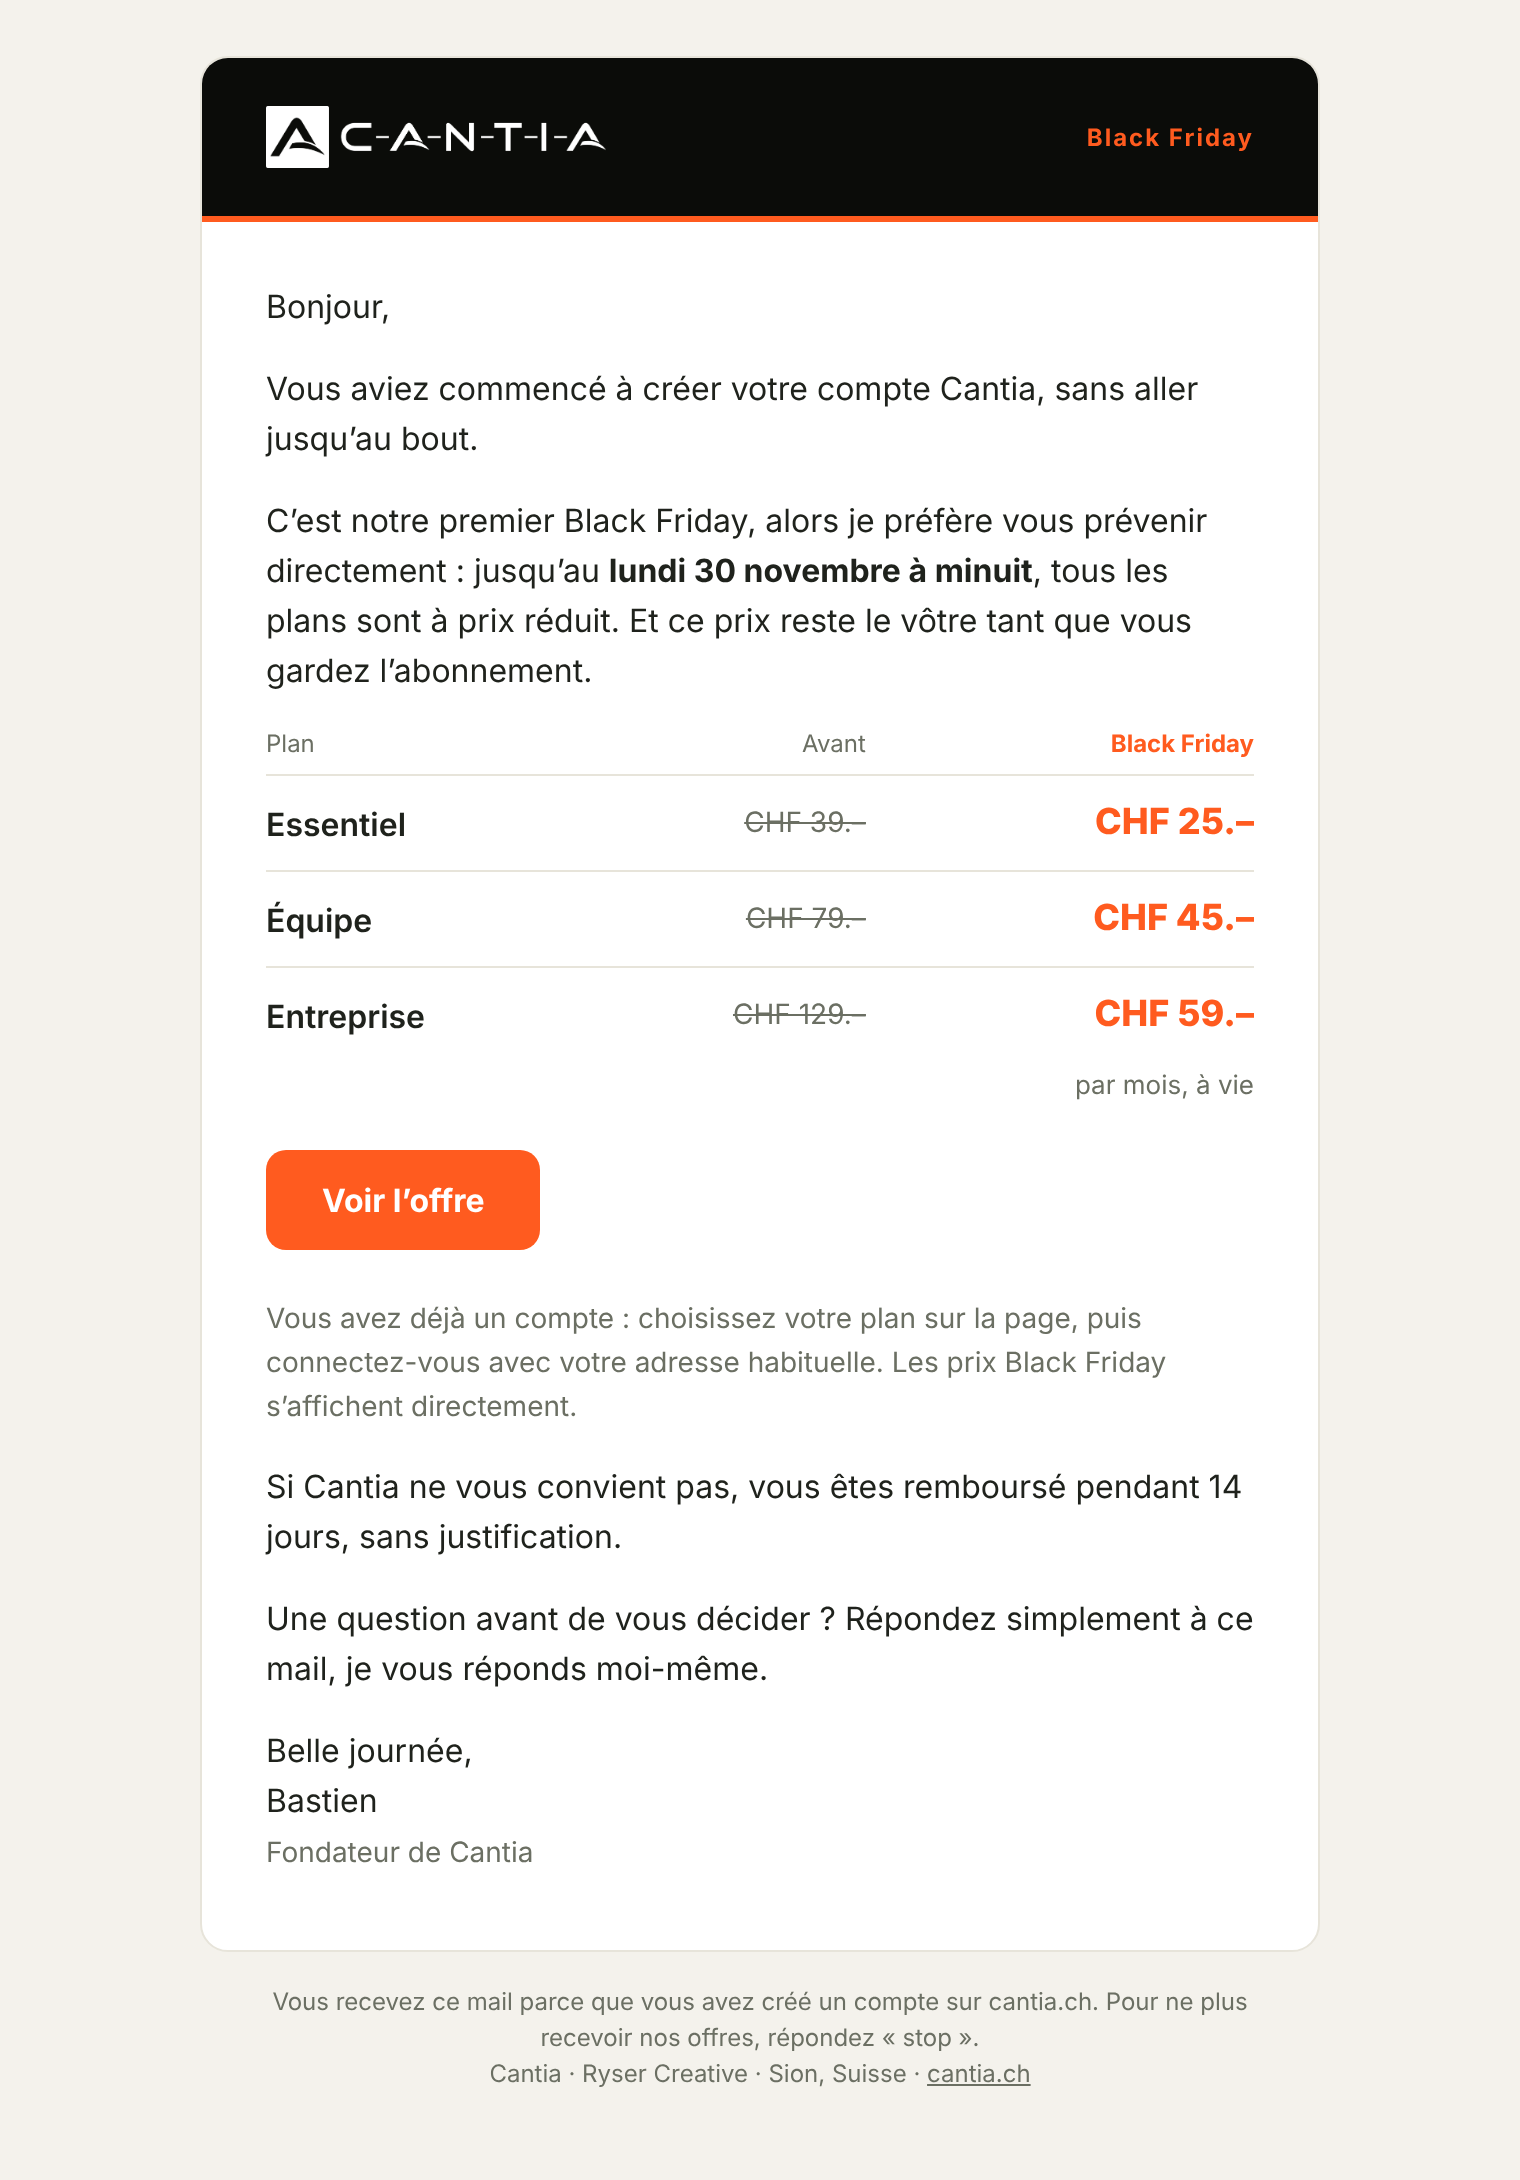 C-A-N-T-I-A
Black Friday
Bonjour,
Vous aviez commencé à créer votre compte Cantia, sans aller
jusqu’au bout.
C’est notre premier Black Friday, alors je préfère vous prévenir
directement : jusqu’au lundi 30 novembre à minuit, tous les
plans sont à prix réduit. Et ce prix reste le vôtre tant que vous
gardez l’abonnement.
Plan Avant Black Friday
Essentiel CHF 39.– CHF 25.–
Équipe CHF 79.– CHF 45.–
Entreprise CHF 129.– CHF 59.–
par mois, à vie
Voir l’offre
Vous avez déjà un compte : choisissez votre plan sur la page, puis
connectez-vous avec votre adresse habituelle. Les prix Black Friday
s’affichent directement.
Si Cantia ne vous convient pas, vous êtes remboursé pendant 14
jours, sans justification.
Une question avant de vous décider ? Répondez simplement à ce
mail, je vous réponds moi-même.
Belle journée,
Bastien
Fondateur de Cantia
Vous recevez ce mail parce que vous avez créé un compte sur cantia.ch. Pour ne plus
recevoir nos offres, répondez « stop ».
Cantia · Ryser Creative · Sion, Suisse · cantia.ch